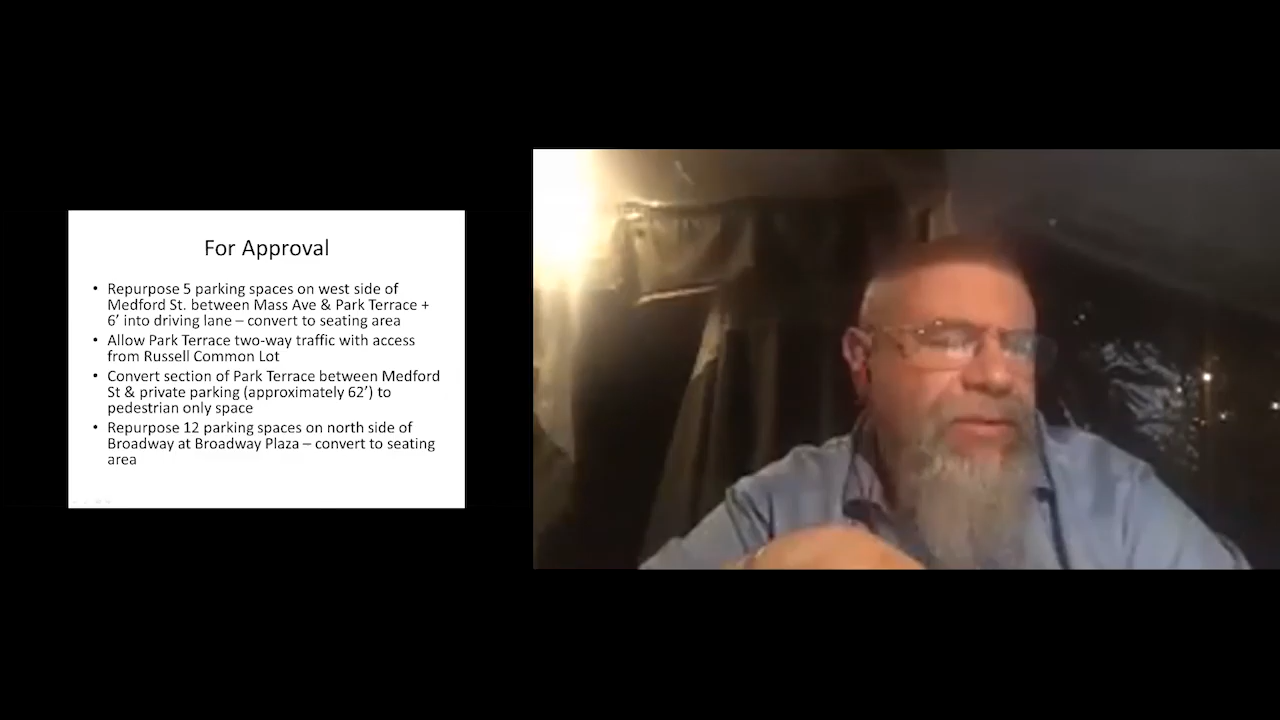 For Approval
• Repurpose 5 parking spaces on west side of
Medford St. between Mass Ave & Park Terrace +
6’ into driving lane – convert to seating area
• Allow Park Terrace two-way traffic with access
from Russell Common Lot
• Convert section of Park Terrace between Medford
St & private parking (approximately 62’) to
pedestrian only space
• Repurpose 12 parking spaces on north side of
Broadway at Broadway Plaza – convert to seating
area